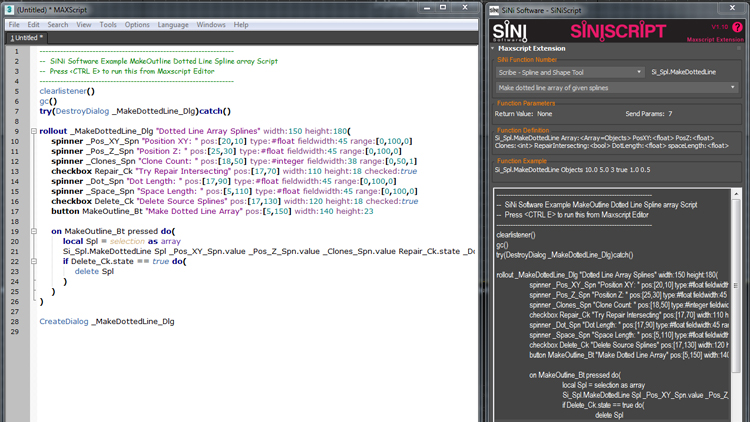 (Untitled) * MAXScript
File Edit Search View Tools Options Language Windows Help
1 Untitled *
1 ------------------------------------------------------------
2 -- SiNi Software Example MakeOutline Dotted Line Spline array Script
3 -- Press <CTRL E> to run this from Maxscript Editor
4 ------------------------------------------------------------
5 clearlistener()
6 gc()
7 try(DestroyDialog _MakeDottedLine_Dlg)catch()
8
9 rollout _MakeDottedLine_Dlg "Dotted Line Array Splines" width:150 height:180(
10 spinner _Pos_XY_Spn "Position XY: " pos:[20,10] type:#float fieldwidth:45 range:[0,100,0]
11 spinner _Pos_Z_Spn "Position Z: " pos:[25,30] type:#float fieldwidth:45 range:[0,100,0]
12 spinner _Clones_Spn "Clone Count: " pos:[18,50] type:#integer fieldwidth:38 range:[0,50,1]
13 checkbox Repair_Ck "Try Repair Intersecting" pos:[17,70] width:110 height:18 checked:true
14 spinner _Dot_Spn "Dot Length: " pos:[17,90] type:#float fieldwidth:45 range:[0,100,0]
15 spinner _Space_Spn "Space Length: " pos:[5,110] type:#float fieldwidth:45 range:[0,100,0]
16 checkbox Delete_Ck "Delete Source Splines" pos:[17,130] width:120 height:18 checked:true
17 button MakeOutline_Bt "Make Dotted Line Array" pos:[5,150] width:140 height:23
18
19 on MakeOutline_Bt pressed do(
20 local Spl = selection as array
21 Si_Spl.MakeDottedLine Spl _Pos_XY_Spn.value _Pos_Z_Spn.value _Clones_Spn.value Repair_Ck.state _Do
22 if Delete_Ck.state == true do(
23 delete Spl
24 )
25 )
26 )
27
28 CreateDialog _MakeDottedLine_Dlg
29
SiNi Software - SiNiScript
SiNi Software
SINISCRIPT
V1.18
?
Maxscript Extension
Maxscript Extension
SiNi Function Number
Scribe - Spline and Shape Tool Si_Spl.MakeDottedLine
Make dotted line array of given splines
Function Parameters
Return Value: None Send Params: 7
Function Definition
Si_Spl.MakeDottedLine Array:<Array=Objects> PosXY: <float> PosZ: <float>
Clones:<int> RepairIntersecting:<bool> DotLength:<float> spaceLength:<float>
Function Example
Si_Spl.MakeDottedLine Objects 10.0 5.0 3 true 1.0 0.5
------------------------------------------------------------
-- SiNi Software Example MakeOutline Dotted Line Spline array Script
-- Press <CTRL E> to run this from Maxscript Editor
------------------------------------------------------------
clearlistener()
gc()
try(DestroyDialog _MakeDottedLine_Dlg)catch()
rollout _MakeDottedLine_Dlg "Dotted Line Array Splines" width:150 height:180(
spinner _Pos_XY_Spn "Position XY: " pos:[20,10] type:#float fieldwidth
spinner _Pos_Z_Spn "Position Z: " pos:[25,30] type:#float fieldwidth:45
spinner _Clones_Spn "Clone Count: " pos:[18,50] type:#integer fieldwid
checkbox Repair_Ck "Try Repair Intersecting" pos:[17,70] width:110 h
spinner _Dot_Spn "Dot Length: " pos:[17,90] type:#float fieldwidth:45 ran
spinner _Space_Spn "Space Length: " pos:[5,110] type:#float fieldwidth
checkbox Delete_Ck "Delete Source Splines" pos:[17,130] width:120 h
button MakeOutline_Bt "Make Dotted Line Array" pos:[5,150] width:140
on MakeOutline_Bt pressed do(
local Spl = selection as array
Si_Spl.MakeDottedLine Spl _Pos_XY_Spn.value _Pos_Z_
if Delete_Ck.state == true do(
delete Spl